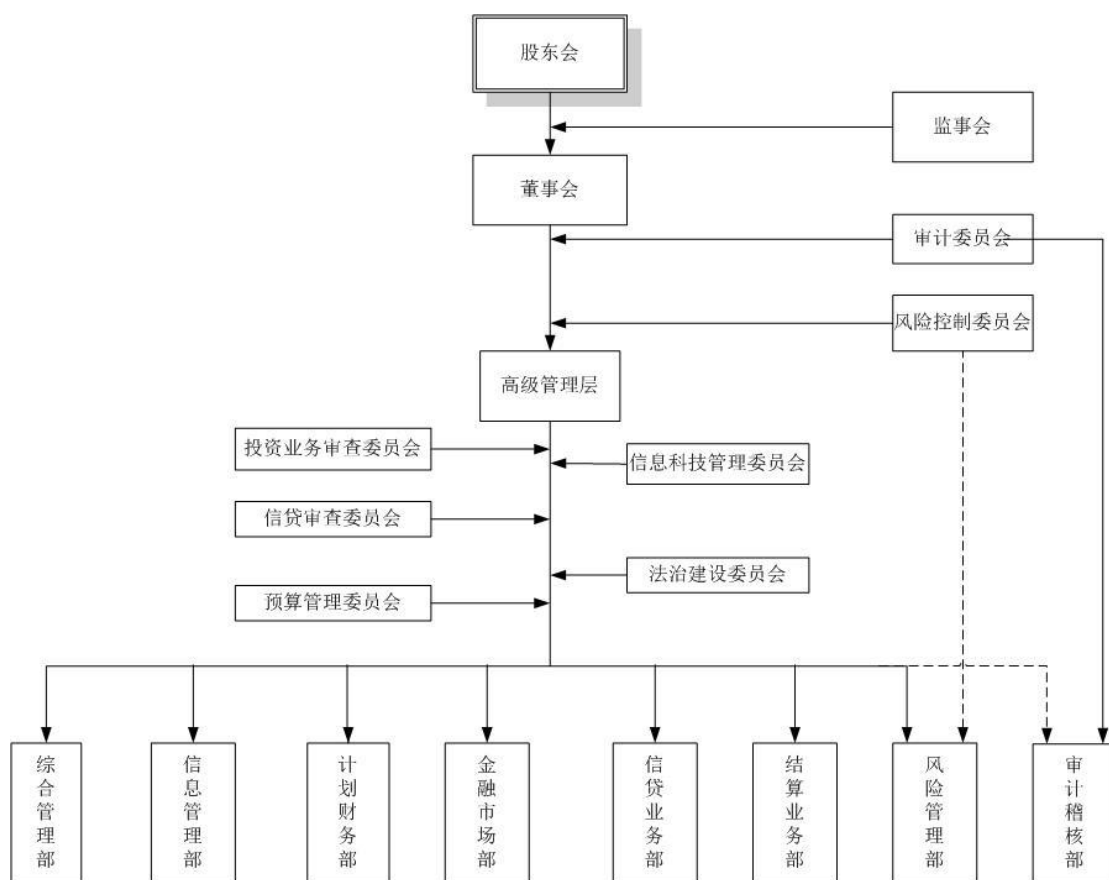 股东会
监事会
董事会
审计委员会
风险控制委员会
高级管理层
投资业务审查委员会
信息科技管理委员会
信贷审查委员会
法治建设委员会
预算管理委员会
综合管理部
信息管理部
计划财务部
金融市场部
信贷业务部
结算业务部
风险管理部
审计稽核部